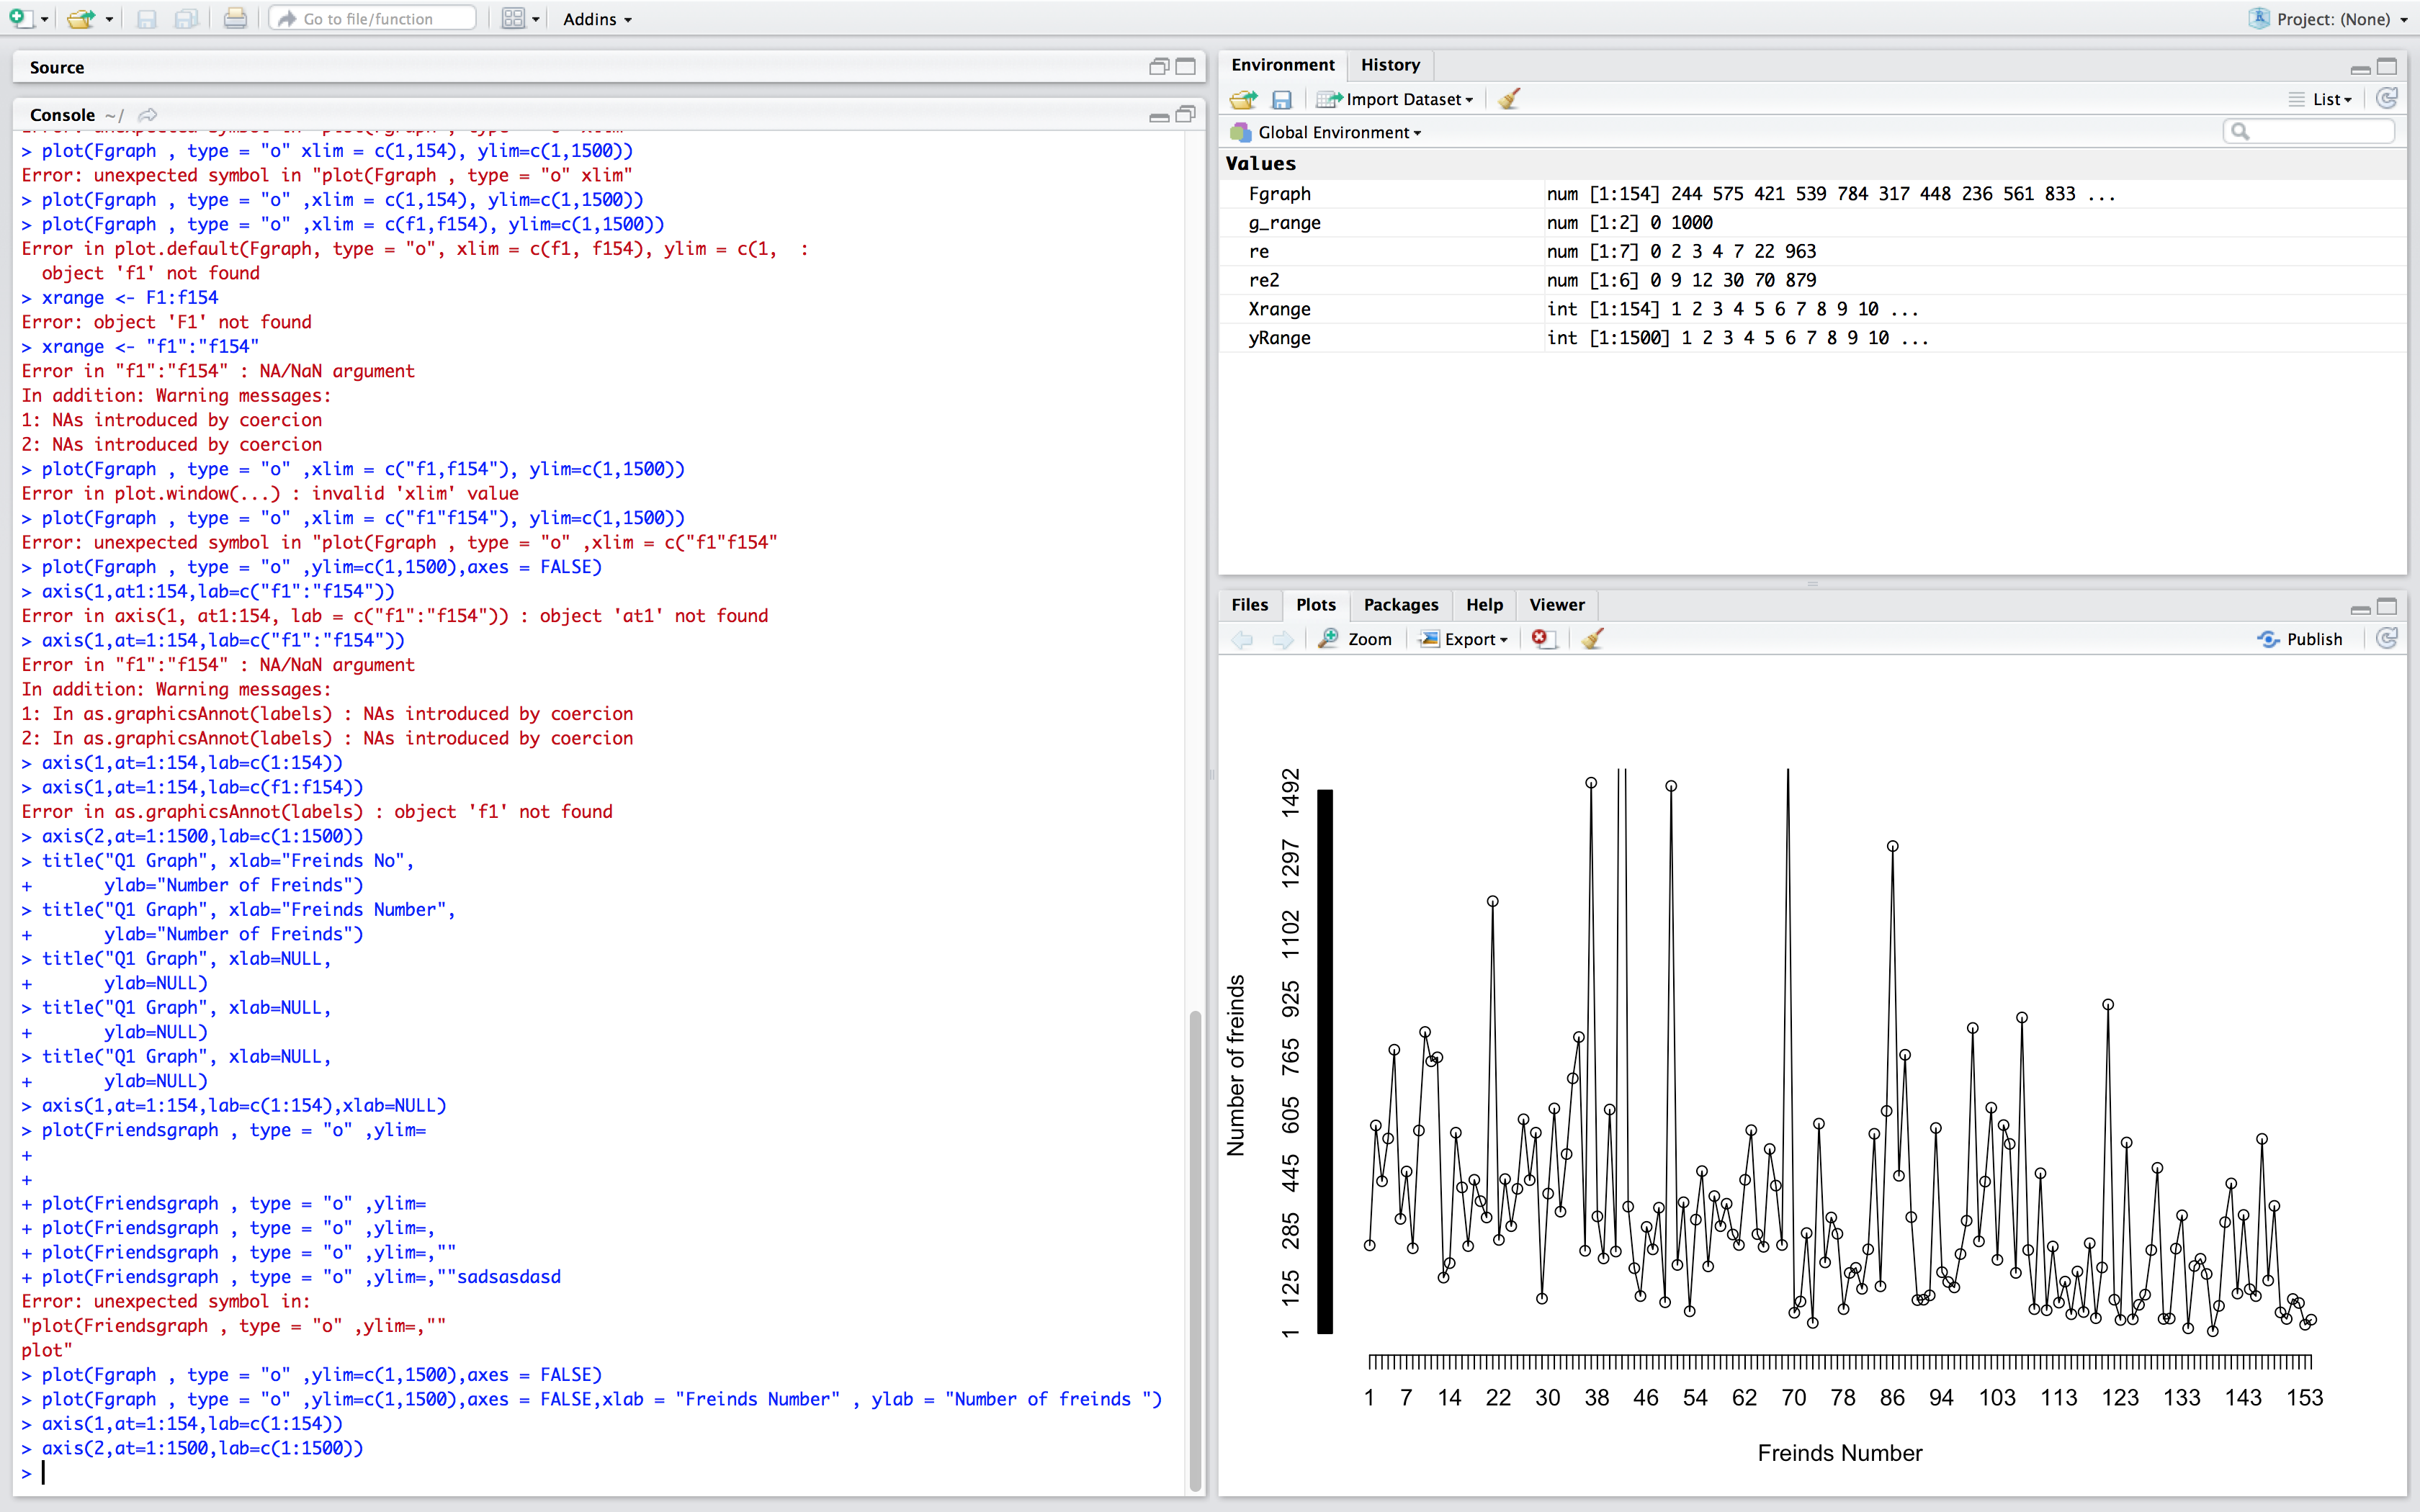 Go to file/function
Addins
Project: (None)
Source
Console ~/
> plot(Fgraph , type = "o" xlim = c(1,154), ylim=c(1,1500))
Error: unexpected symbol in "plot(Fgraph , type = "o" xlim"
> plot(Fgraph , type = "o" ,xlim = c(1,154), ylim=c(1,1500))
> plot(Fgraph , type = "o" ,xlim = c(f1,f154), ylim=c(1,1500))
Error in plot.default(Fgraph, type = "o", xlim = c(f1, f154), ylim = c(1,  :
  object 'f1' not found
> xrange <- F1:f154
Error: object 'F1' not found
> xrange <- "f1":"f154"
Error in "f1":"f154" : NA/NaN argument
In addition: Warning messages:
1: NAs introduced by coercion
2: NAs introduced by coercion
> plot(Fgraph , type = "o" ,xlim = c("f1,f154"), ylim=c(1,1500))
Error in plot.window(...) : invalid 'xlim' value
> plot(Fgraph , type = "o" ,xlim = c("f1"f154"), ylim=c(1,1500))
Error: unexpected symbol in "plot(Fgraph , type = "o" ,xlim = c("f1"f154"
> plot(Fgraph , type = "o" ,ylim=c(1,1500),axes = FALSE)
> axis(1,at1:154,lab=c("f1":"f154"))
Error in axis(1, at1:154, lab = c("f1":"f154")) : object 'at1' not found
> axis(1,at=1:154,lab=c("f1":"f154"))
Error in "f1":"f154" : NA/NaN argument
In addition: Warning messages:
1: In as.graphicsAnnot(labels) : NAs introduced by coercion
2: In as.graphicsAnnot(labels) : NAs introduced by coercion
> axis(1,at=1:154,lab=c(1:154))
> axis(1,at=1:154,lab=c(f1:f154))
Error in as.graphicsAnnot(labels) : object 'f1' not found
> axis(2,at=1:1500,lab=c(1:1500))
> title("Q1 Graph", xlab="Freinds No",
+       ylab="Number of Freinds")
> title("Q1 Graph", xlab="Freinds Number",
+       ylab="Number of Freinds")
> title("Q1 Graph", xlab=NULL,
+       ylab=NULL)
> title("Q1 Graph", xlab=NULL,
+       ylab=NULL)
> title("Q1 Graph", xlab=NULL,
+       ylab=NULL)
> axis(1,at=1:154,lab=c(1:154),xlab=NULL)
> plot(Friendsgraph , type = "o" ,ylim=
+
+
+ plot(Friendsgraph , type = "o" ,ylim=
+ plot(Friendsgraph , type = "o" ,ylim=,
+ plot(Friendsgraph , type = "o" ,ylim=,""
+ plot(Friendsgraph , type = "o" ,ylim=,""sadsasdasd
Error: unexpected symbol in:
"plot(Friendsgraph , type = "o" ,ylim=,""
plot"
> plot(Fgraph , type = "o" ,ylim=c(1,1500),axes = FALSE)
> plot(Fgraph , type = "o" ,ylim=c(1,1500),axes = FALSE,xlab = "Freinds Number" , ylab = "Number of freinds ")
> axis(1,at=1:154,lab=c(1:154))
> axis(2,at=1:1500,lab=c(1:1500))
>
Environment History
Import Dataset
List
Global Environment
Values
Fgraph num [1:154] 244 575 421 539 784 317 448 236 561 833 ...
g_range num [1:2] 0 1000
re num [1:7] 0 2 3 4 7 22 963
re2 num [1:6] 0 9 12 30 70 879
Xrange int [1:154] 1 2 3 4 5 6 7 8 9 10 ...
yRange int [1:1500] 1 2 3 4 5 6 7 8 9 10 ...
Files Plots Packages Help Viewer
Zoom Export Publish
Number of freinds
1492
1297
1102
925
765
605
445
285
125
1
1 7 14 22 30 38 46 54 62 70 78 86 94 103 113 123 133 143 153
Freinds Number